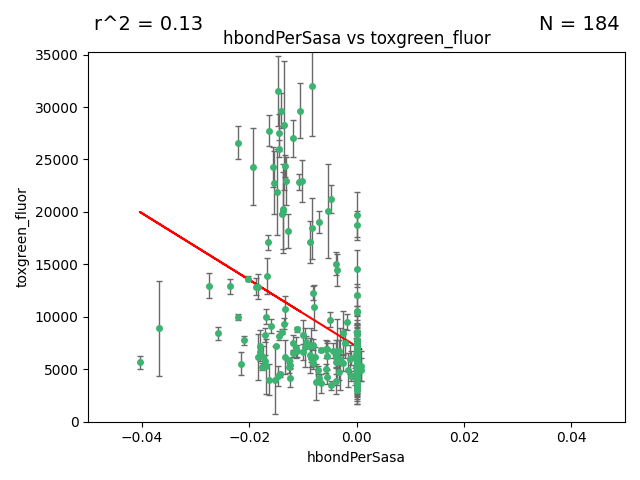 r^2 = 0.13
N = 184
hbondPerSasa vs toxgreen_fluor
toxgreen_fluor
35000
30000
25000
20000
15000
10000
5000
0
−0.04
−0.02
0.00
0.02
0.04
hbondPerSasa